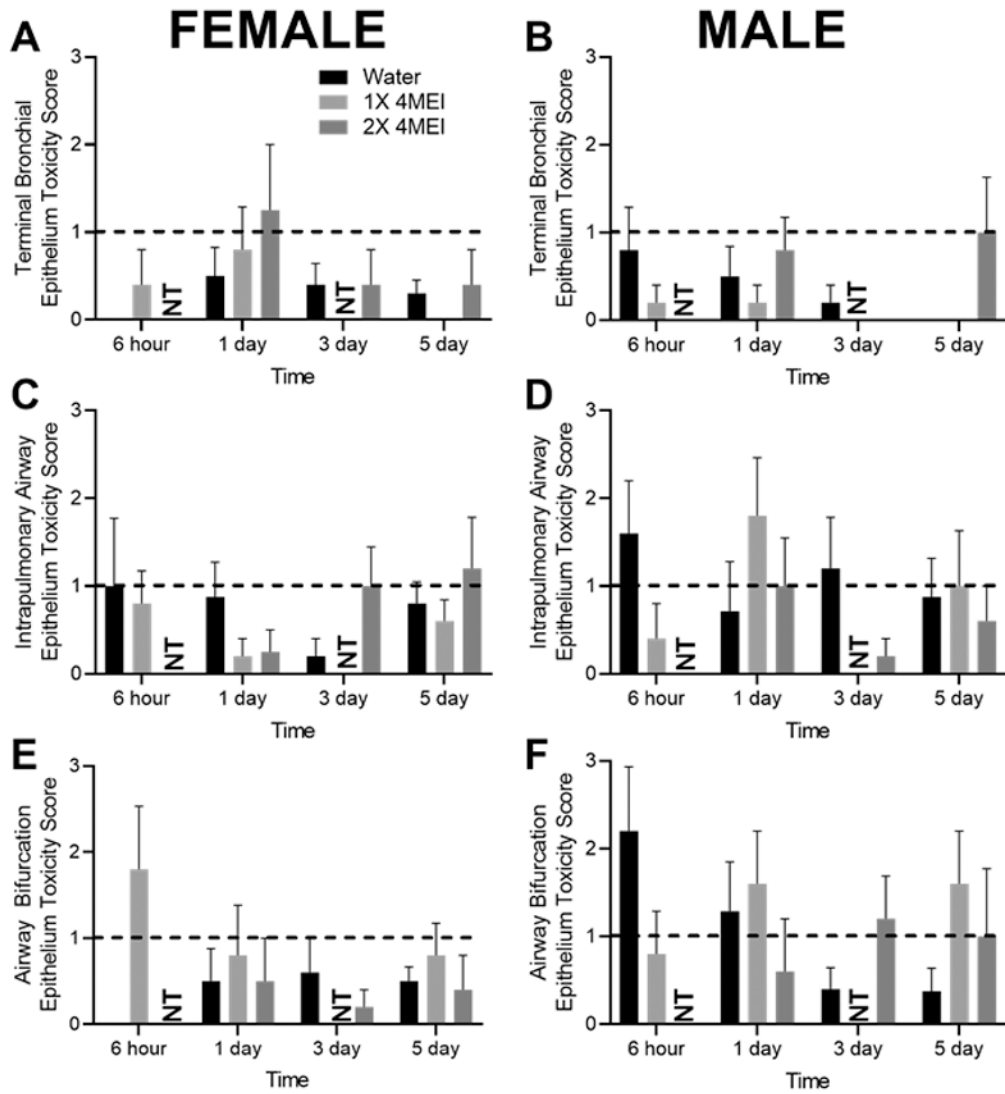 FEMALE
MALE
A
B
Terminal Bronchial
Epithelium Toxicity Score
3
2
1
0
Water
1X 4MEI
2X 4MEI
NT
NT
6 hour
1 day
3 day
5 day
Time
Terminal Bronchial
Epithelium Toxicity Score
3
2
1
0
NT
NT
6 hour
1 day
3 day
5 day
Time
C
D
Intrapulmonary Airway
Epithelium Toxicity Score
3
2
1
0
NT
NT
6 hour
1 day
3 day
5 day
Time
Intrapulmonary Airway
Epithelium Toxicity Score
3
2
1
0
NT
NT
6 hour
1 day
3 day
5 day
Time
E
F
Airway Bifurcation
Epithelium Toxicity Score
3
2
1
0
NT
NT
6 hour
1 day
3 day
5 day
Time
Airway Bifurcation
Epithelium Toxicity Score
3
2
1
0
NT
NT
6 hour
1 day
3 day
5 day
Time